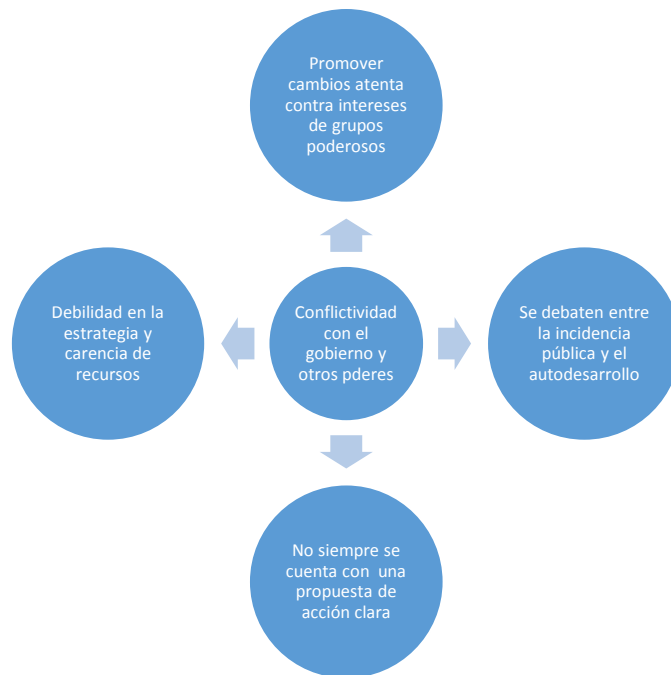 Promover
cambios atenta
contra intereses
de grupos
poderosos
Debilidad en la
estrategia y
carencia de
recursos
Conflictividad
con el
gobierno y
otros pderes
Se debaten entre
la incidencia
pública y el
autodesarrollo
No siempre se
cuenta con una
propuesta de
acción clara